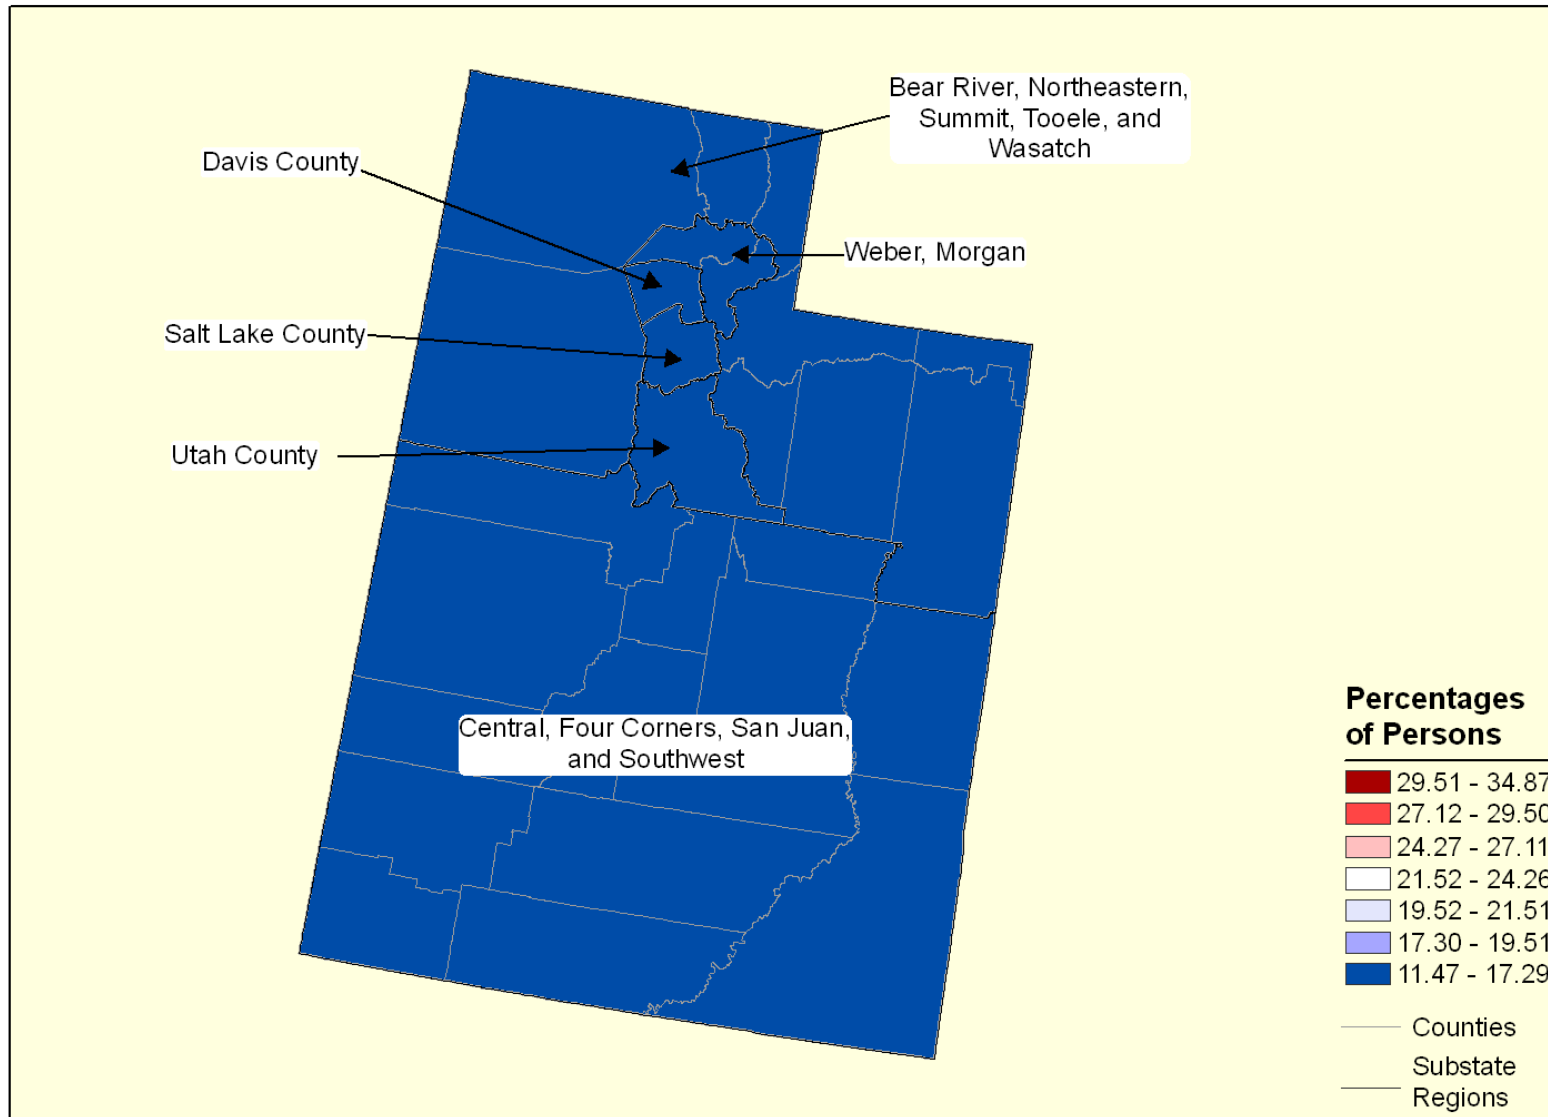 Bear River, Northeastern,
Summit, Tooele, and
Wasatch
Davis County
Weber, Morgan
Salt Lake County
Utah County
Central, Four Corners, San Juan,
and Southwest
Percentages
of Persons
29.51 - 34.87
27.12 - 29.50
24.27 - 27.11
21.52 - 24.26
19.52 - 21.51
17.30 - 19.51
11.47 - 17.29
Counties
Substate
Regions